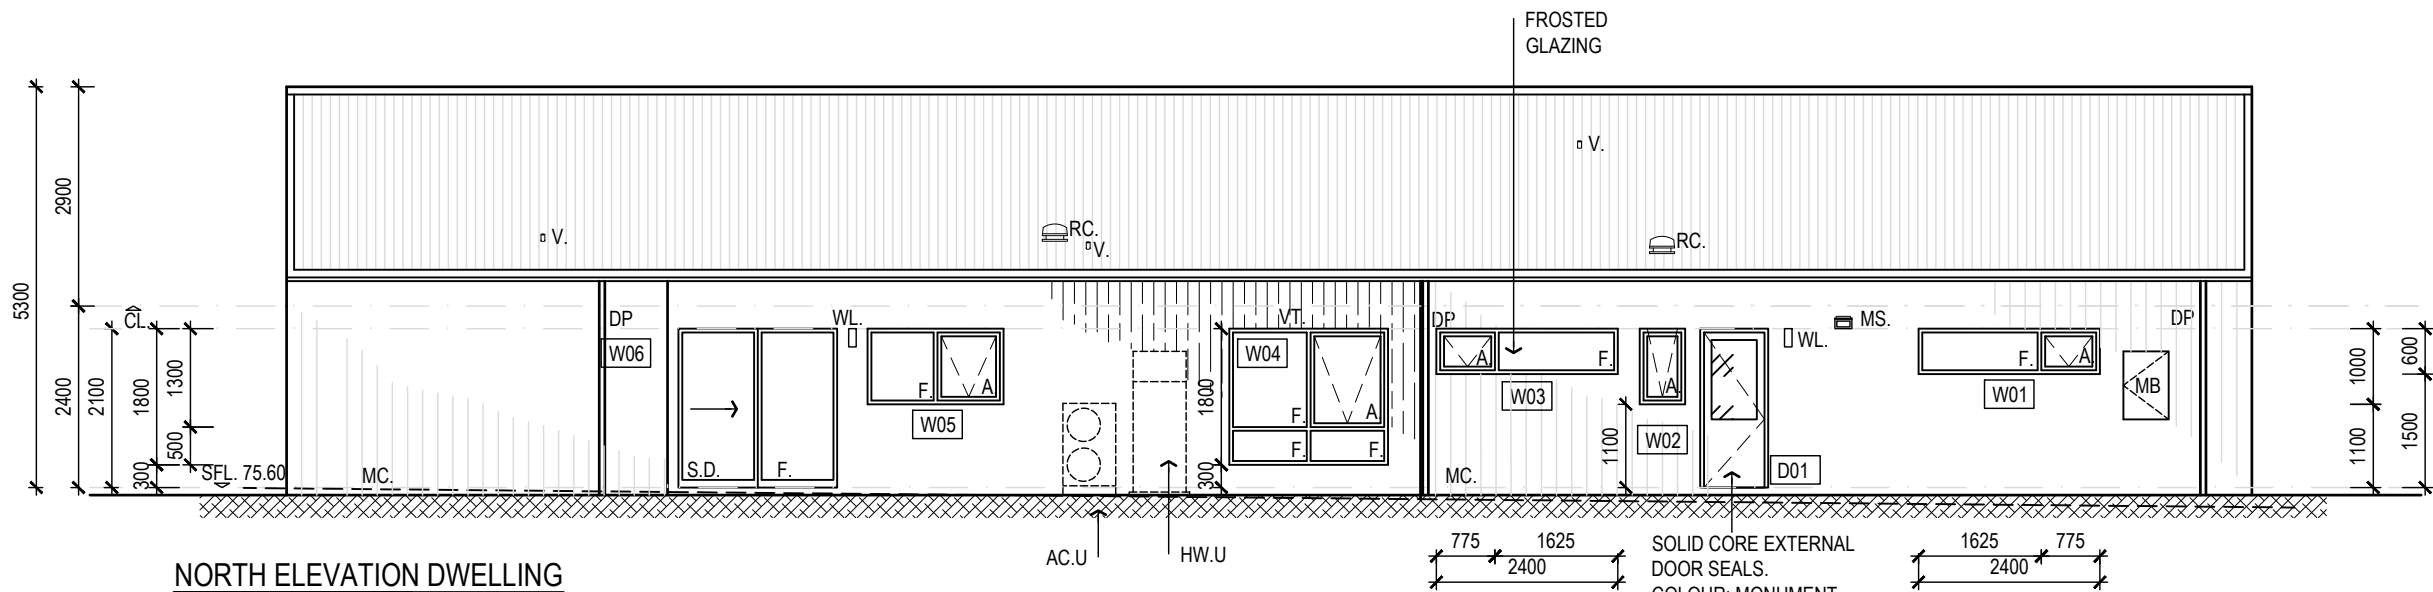 FROSTED
GLAZING
V.
V.
RC.
V.
RC.
5300
2900
2400
2100
1800
300
1300
500
CL.
SFL. 75.60
MC.
DP
W06
S.D.
F.
WL.
F.
A
W05
1800
300
VT.
W04
F.
A.
F.
F.
DP
A.
F.
W03
MC.
1100
A.
W02
D01
WL.
MS.
F.
A.
W01
DP
MB
1000
1100
600
1500
AC.U
HW.U
775
1625
2400
SOLID CORE EXTERNAL
DOOR SEALS.
COLOUR: MONUMENT
1625
775
2400
NORTH ELEVATION DWELLING